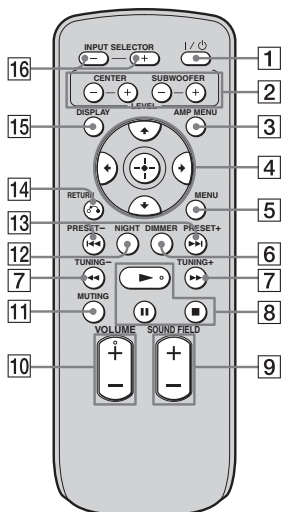 INPUT SELECTOR
− +
I / ⏻
1
16
CENTER SUBWOOFER
− + − +
LEVEL
2
DISPLAY AMP MENU
15
3
4
14
RETURN MENU
5
13
PRESET− NIGHT DIMMER PRESET+
12
6
TUNING− TUNING+
7
7
MUTING
11
8
VOLUME SOUND FIELD
+ +
− −
10
9